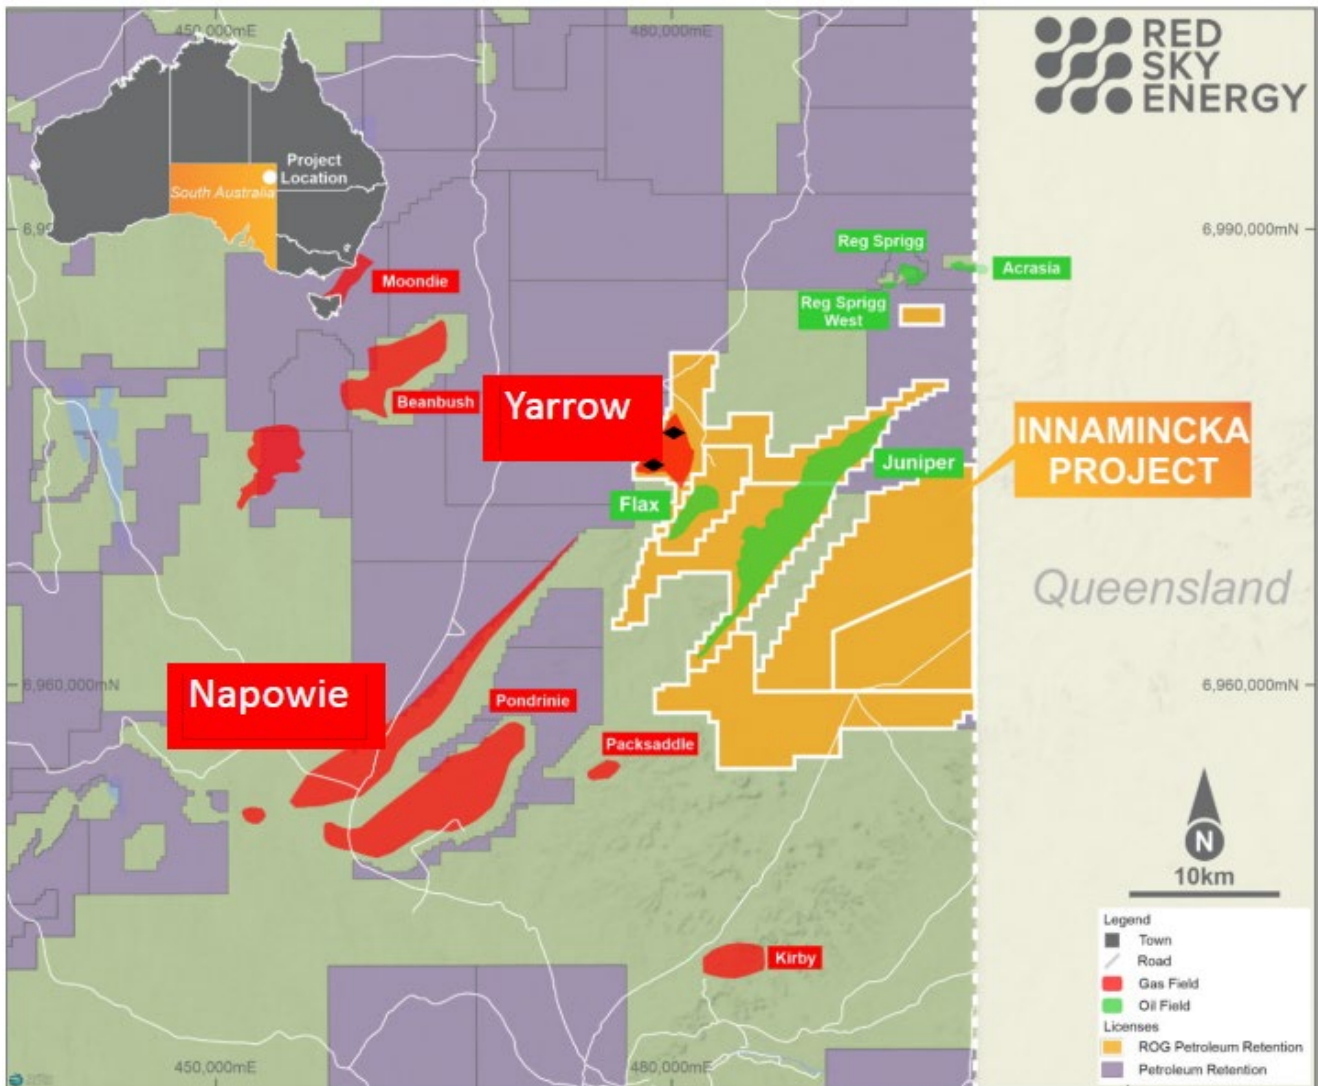 450,000mE
480,000mE
RED
SKY
ENERGY
Project
Location
South Australia
6,990,000mN
Reg Sprigg
Acrasia
Moondie
Reg Sprigg
West
Beanbush
Yarrow
INNAMINCKA
PROJECT
Juniper
Flax
Queensland
Napowie
6,960,000mN
6,960,000mN
Pondrinie
Packsaddle
N
10km
Kirby
Legend
Town
Road
Gas Field
Oil Field
Licenses
ROG Petroleum Retention
Petroleum Retention
450,000mE
480,000mE